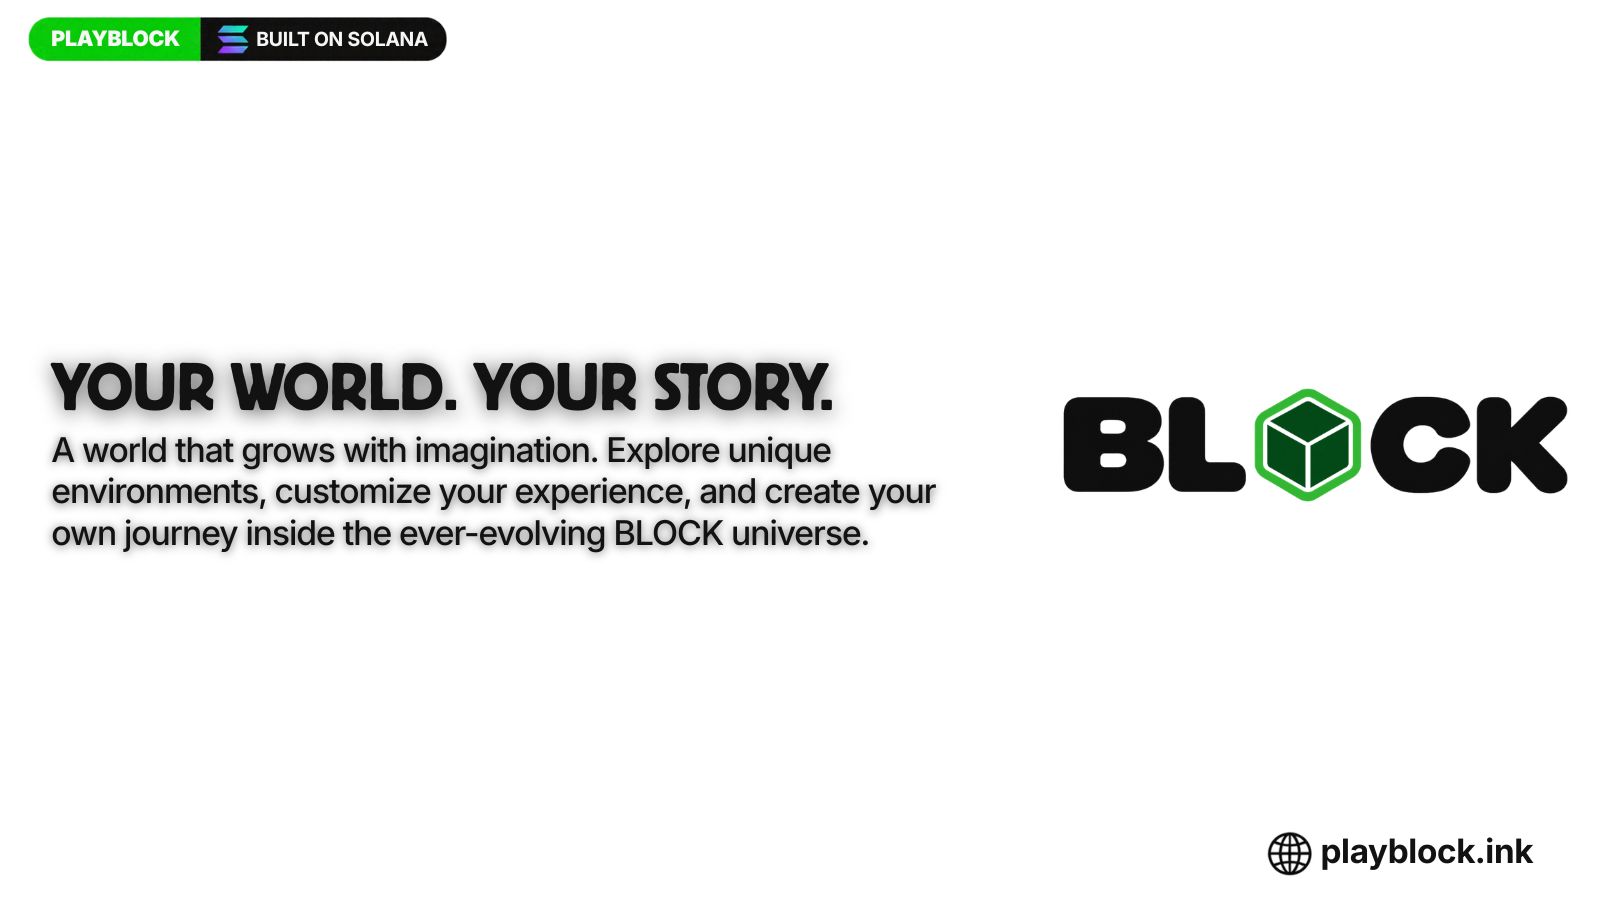 PLAYBLOCK BUILT ON SOLANA
YOUR WORLD. YOUR STORY.
A world that grows with imagination. Explore unique
environments, customize your experience, and create your
own journey inside the ever-evolving BLOCK universe.
BLOCK
playblock.ink